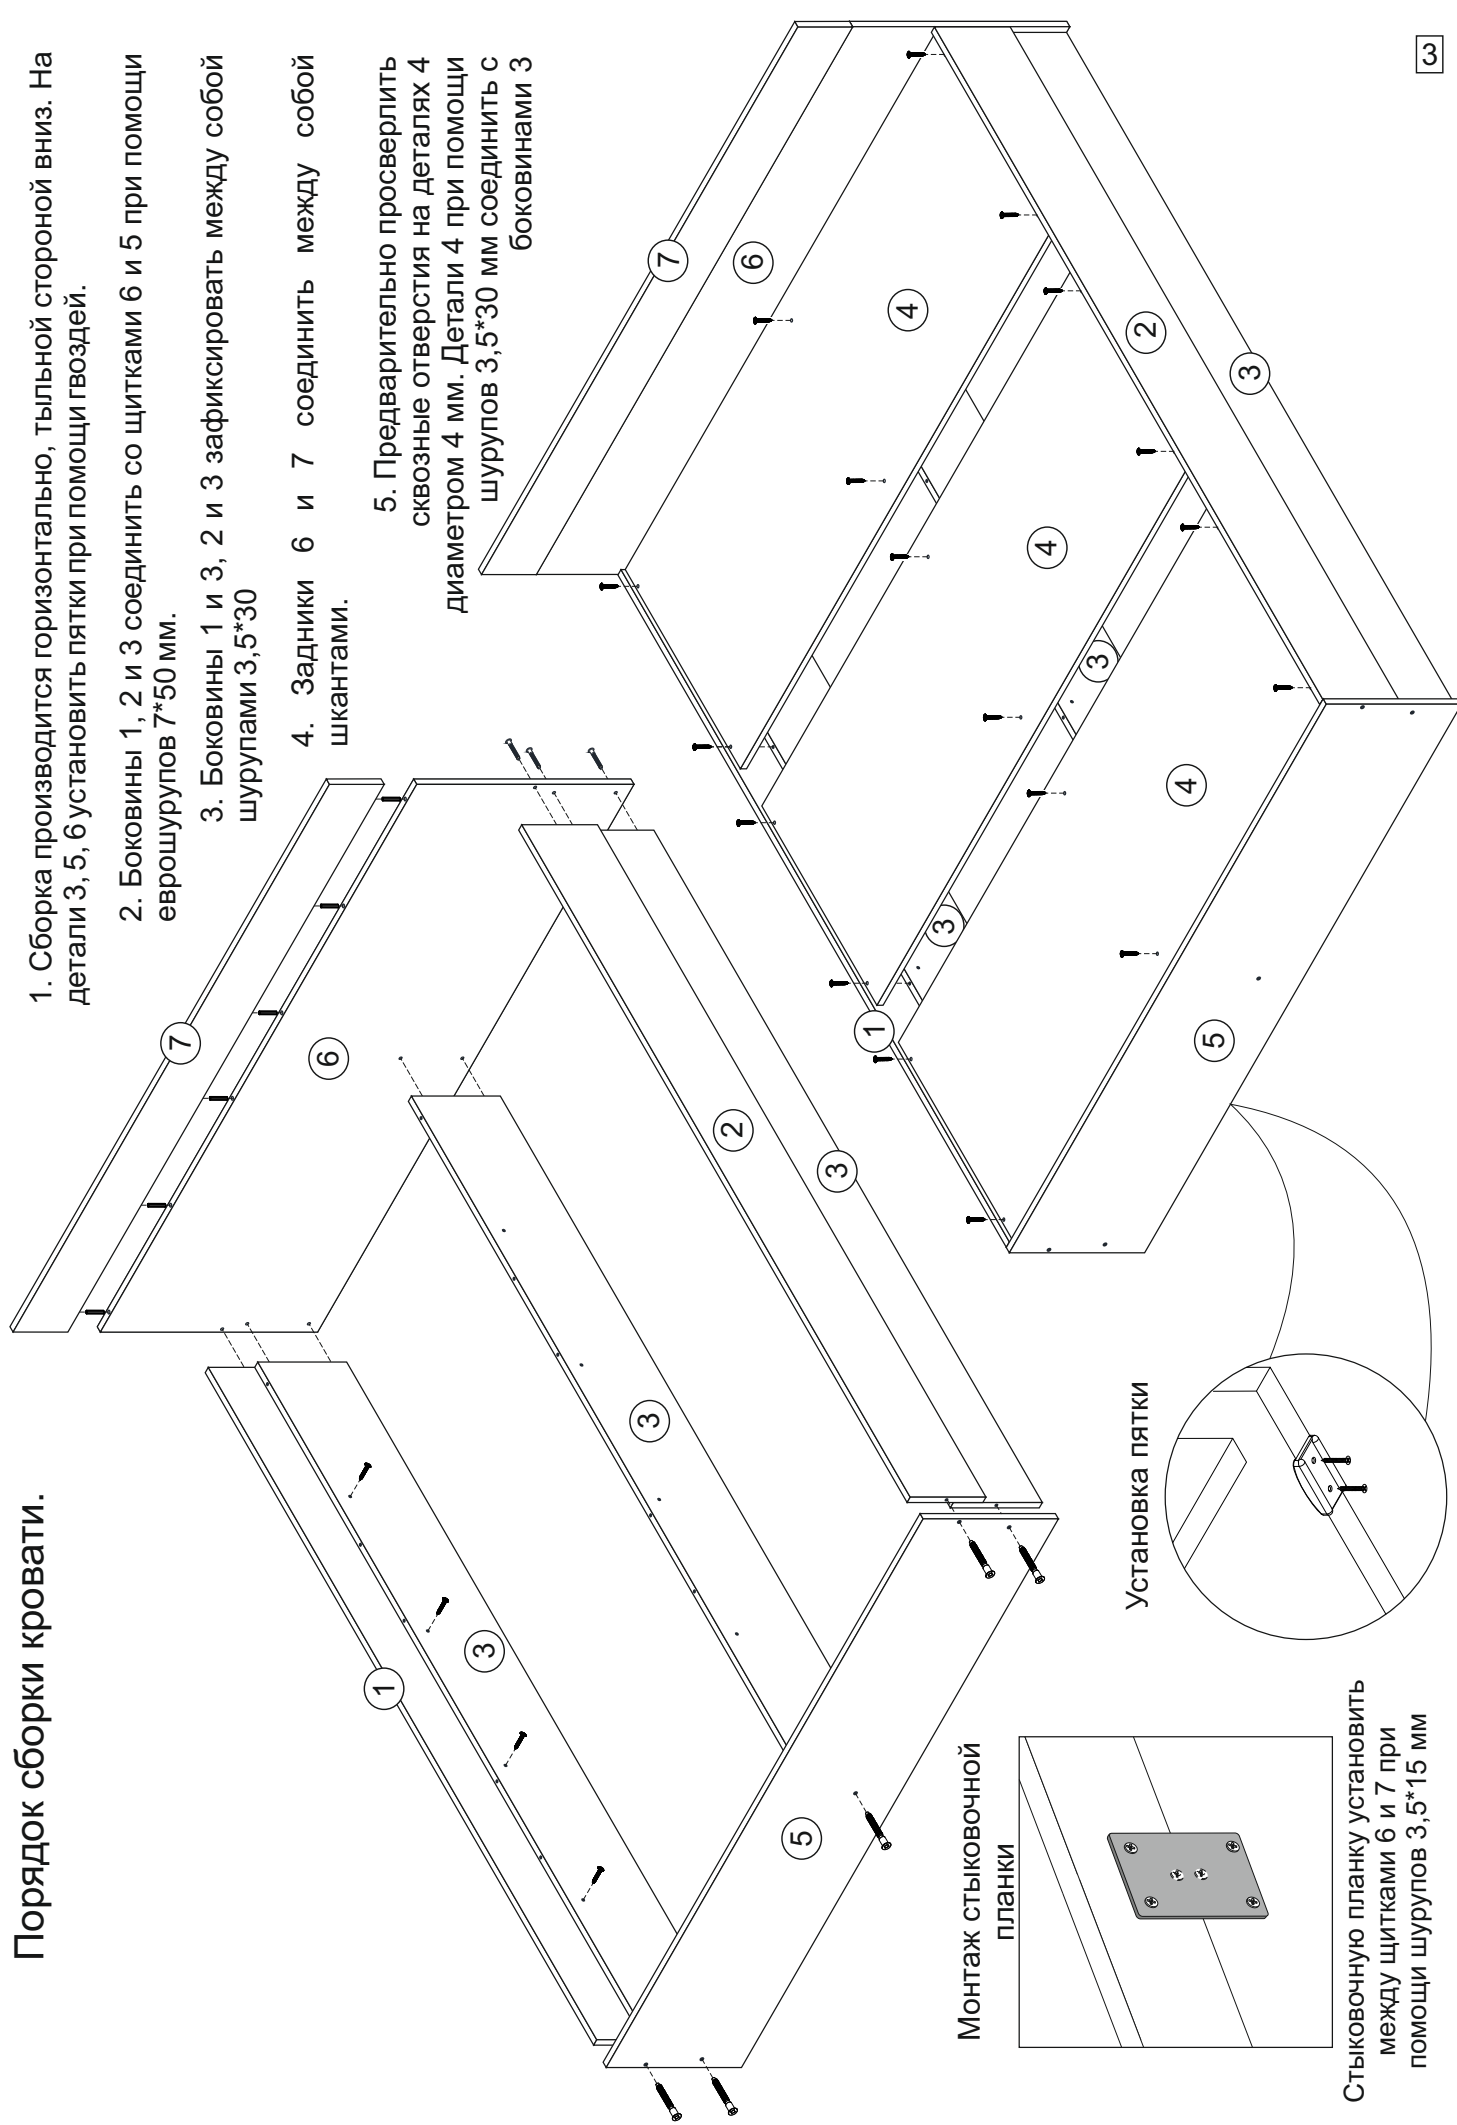 Порядок сборки кровати.
1. Сборка производится горизонтально, тыльной стороной вниз. На
детали 3, 5, 6 установить пятки при помощи гвоздей.
2. Боковины 1, 2 и 3 соединить со щитками 6 и 5 при помощи
еврошурупов 7*50 мм.
3. Боковины 1 и 3, 2 и 3 зафиксировать между собой
шурупами 3,5*30
4. Задники 6 и 7 соединить между собой
шкантами.
5. Предварительно просверлить
сквозные отверстия на деталях 4
диаметром 4 мм. Детали 4 при помощи
шурупов 3,5*30 мм соединить с
боковинами 3
7
6
1
3
3
2
3
5
7
6
4
4
4
3
3
2
3
1
5
Монтаж стыковочной
планки
Стыковочную планку установить
между щитками 6 и 7 при
помощи шурупов 3,5*15 мм
Установка пятки
3